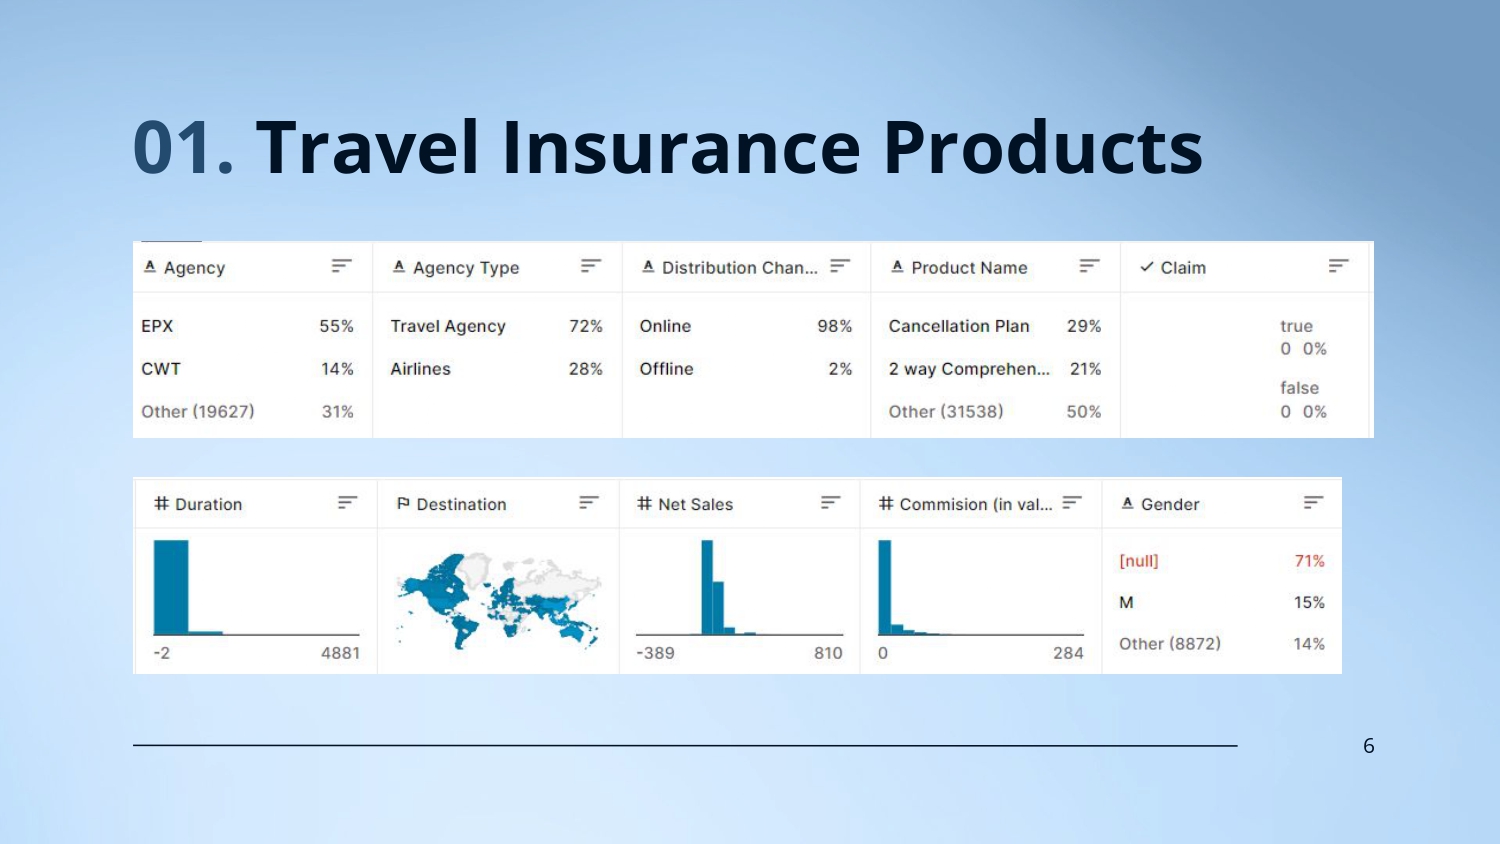 01. Travel Insurance Products
Agency
Agency Type
Distribution Chan...
Product Name
Claim
EPX 55%
CWT 14%
Other (19627) 31%
Travel Agency 72%
Airlines 28%
Online 98%
Offline 2%
Cancellation Plan 29%
2 way Comprehen... 21%
Other (31538) 50%
true
0 0%
false
0 0%
Duration
Destination
Net Sales
Commision (in val...
Gender
-2 4881
-389 810
0 284
[null] 71%
M 15%
Other (8872) 14%
6